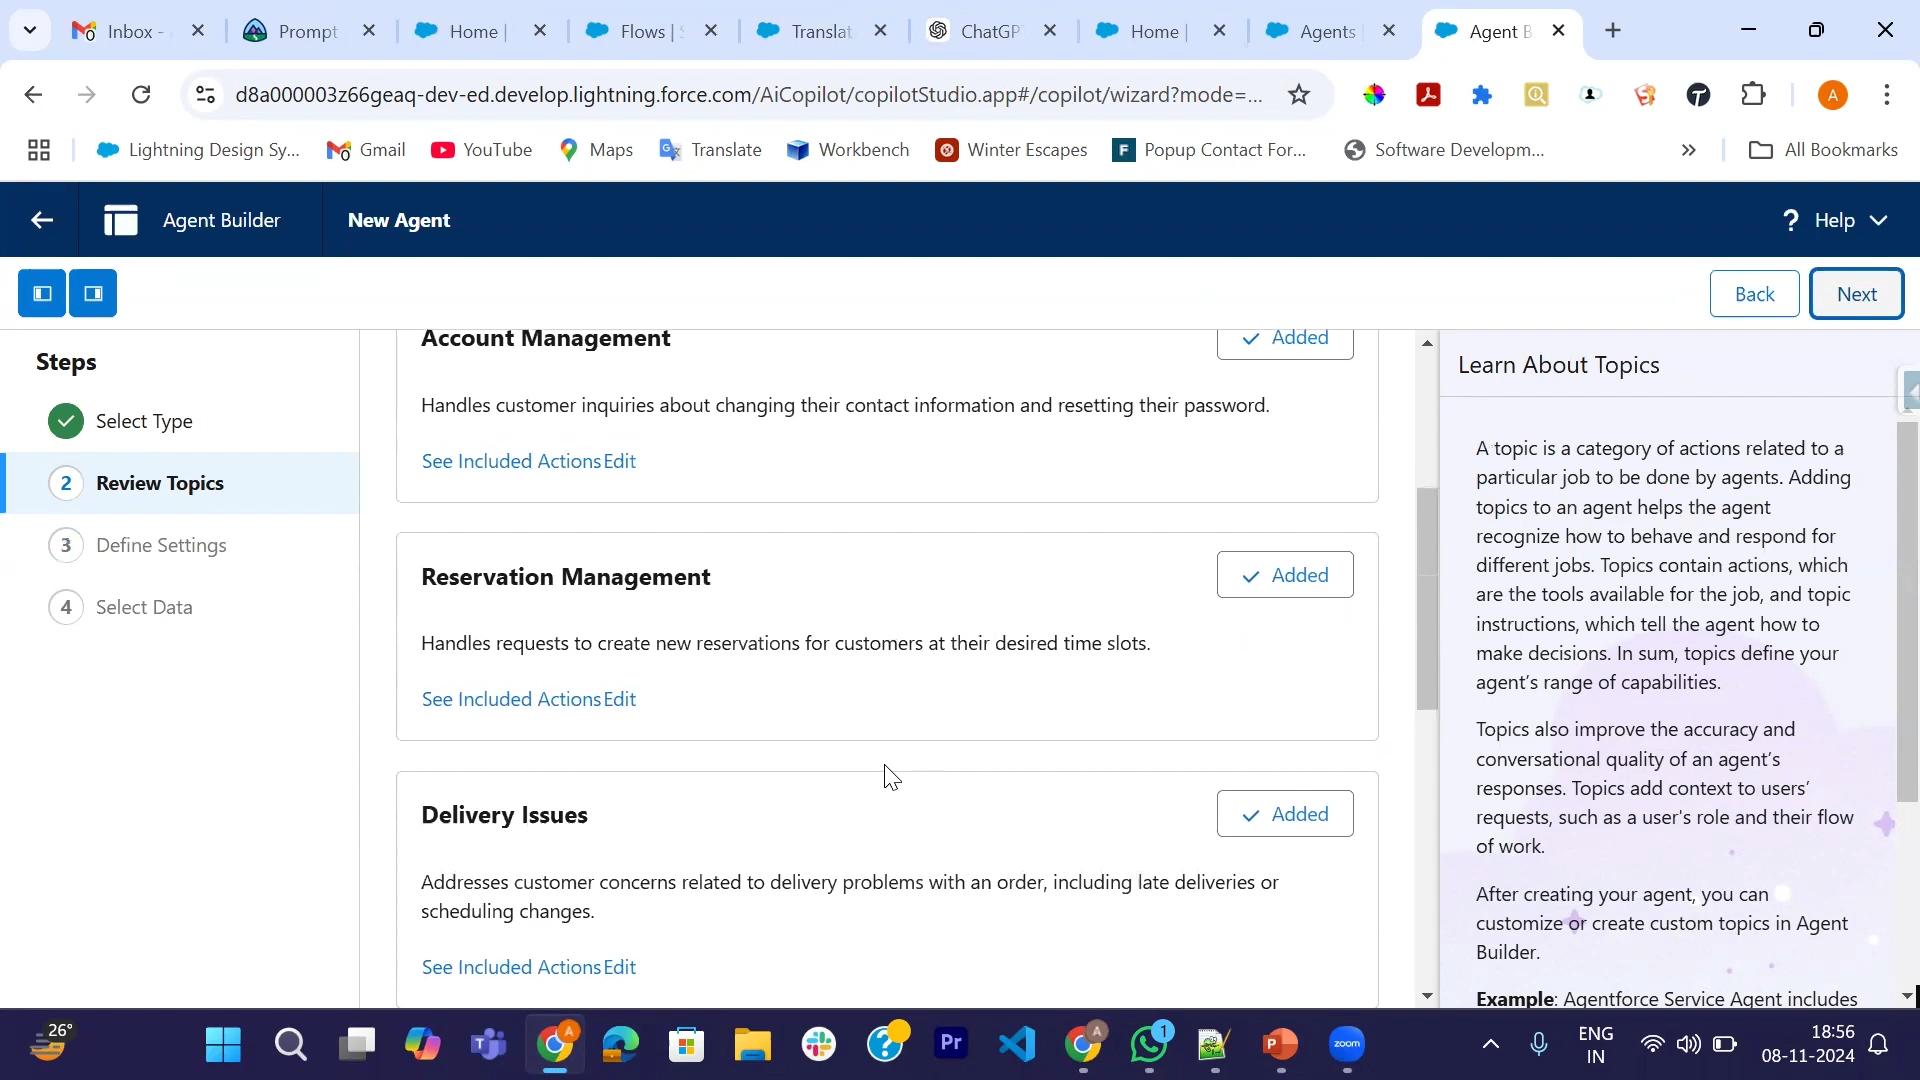 Inbox -
Prompt
Home |
Flows | S
Translat
ChatGP
Home |
Agents
Agent B
d8a000003z66geaq-dev-ed.develop.lightning.force.com/AiCopilot/copilotStudio.app#/copilot/wizard?mode=...
A
Lightning Design Sy...
Gmail
YouTube
Maps
Translate
Workbench
Winter Escapes
Popup Contact For...
Software Developm...
»
All Bookmarks
Agent Builder
New Agent
? Help
Back
Next
Steps
Select Type
2 Review Topics
3 Define Settings
4 Select Data
Account Management
Added
Handles customer inquiries about changing their contact information and resetting their password.
See Included Actions Edit
Reservation Management
Added
Handles requests to create new reservations for customers at their desired time slots.
See Included Actions Edit
Delivery Issues
Added
Addresses customer concerns related to delivery problems with an order, including late deliveries or
scheduling changes.
See Included Actions Edit
Learn About Topics
A topic is a category of actions related to a
particular job to be done by agents. Adding
topics to an agent helps the agent
recognize how to behave and respond for
different jobs. Topics contain actions, which
are the tools available for the job, and topic
instructions, which tell the agent how to
make decisions. In sum, topics define your
agent's range of capabilities.
Topics also improve the accuracy and
conversational quality of an agent's
responses. Topics add context to users'
requests, such as a user's role and their flow
of work.
After creating your agent, you can
customize or create custom topics in Agent
Builder.
Example: Agentforce Service Agent includes
26°
Pr
1
zoom
ENG
IN
18:56
08-11-2024